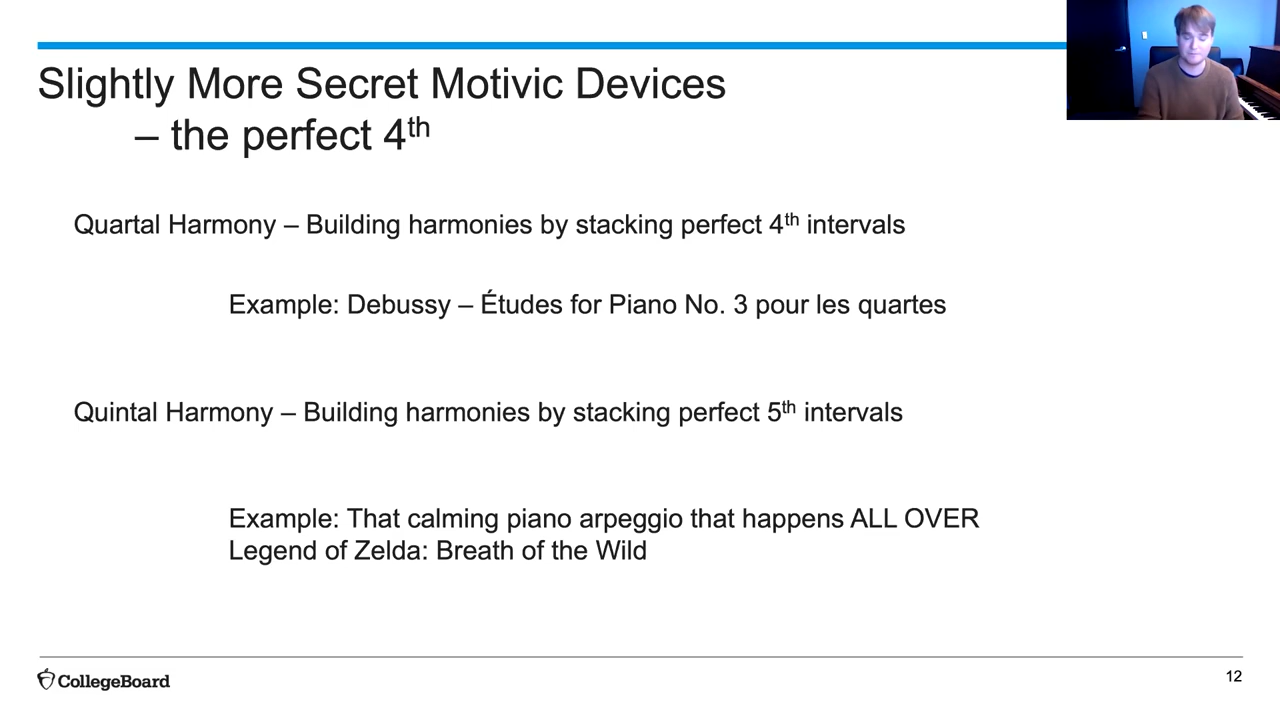 Slightly More Secret Motivic Devices
– the perfect 4th
Quartal Harmony – Building harmonies by stacking perfect 4th intervals
Example: Debussy – Études for Piano No. 3 pour les quartes
Quintal Harmony – Building harmonies by stacking perfect 5th intervals
Example: That calming piano arpeggio that happens ALL OVER
Legend of Zelda: Breath of the Wild
CollegeBoard
12